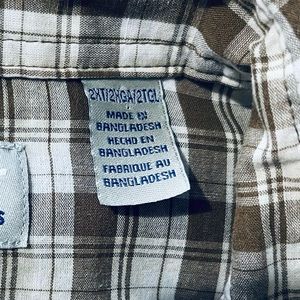 2XT/2XGA/2TGL
MADE IN
BANGLADESH
HECHO EN
BANGLADESH
FABRIQUE AU
BANGLADESH